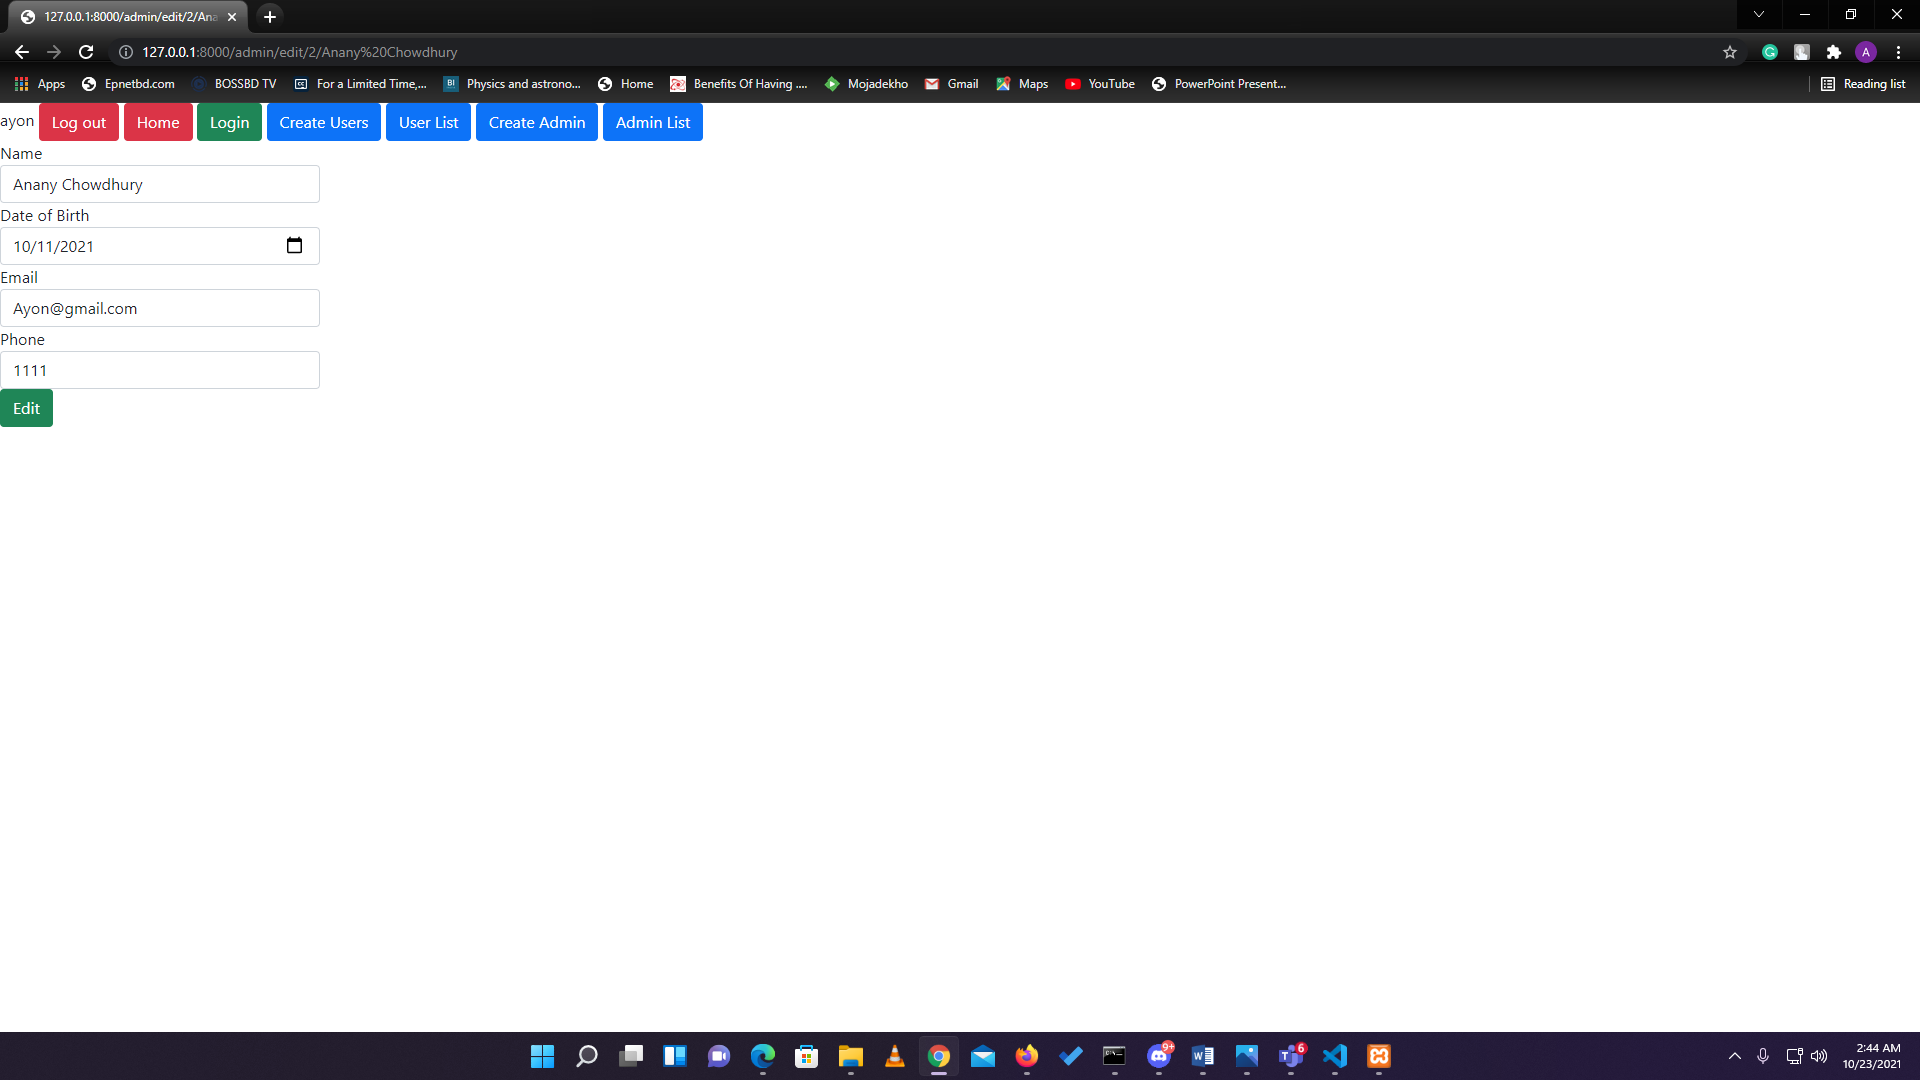 127.0.0.1:8000/admin/edit/2/Ana
127.0.0.1:8000/admin/edit/2/Anany%20Chowdhury
A
Apps Epnetbd.com BOSSBD TV For a Limited Time,... Physics and astrono... Home Benefits Of Having .... Mojadekho Gmail Maps YouTube PowerPoint Present... Reading list
ayon Log out Home Login Create Users User List Create Admin Admin List
Name
Anany Chowdhury
Date of Birth
10/11/2021
Email
Ayon@gmail.com
Phone
1111
Edit
9+ 6
2:44 AM
10/23/2021